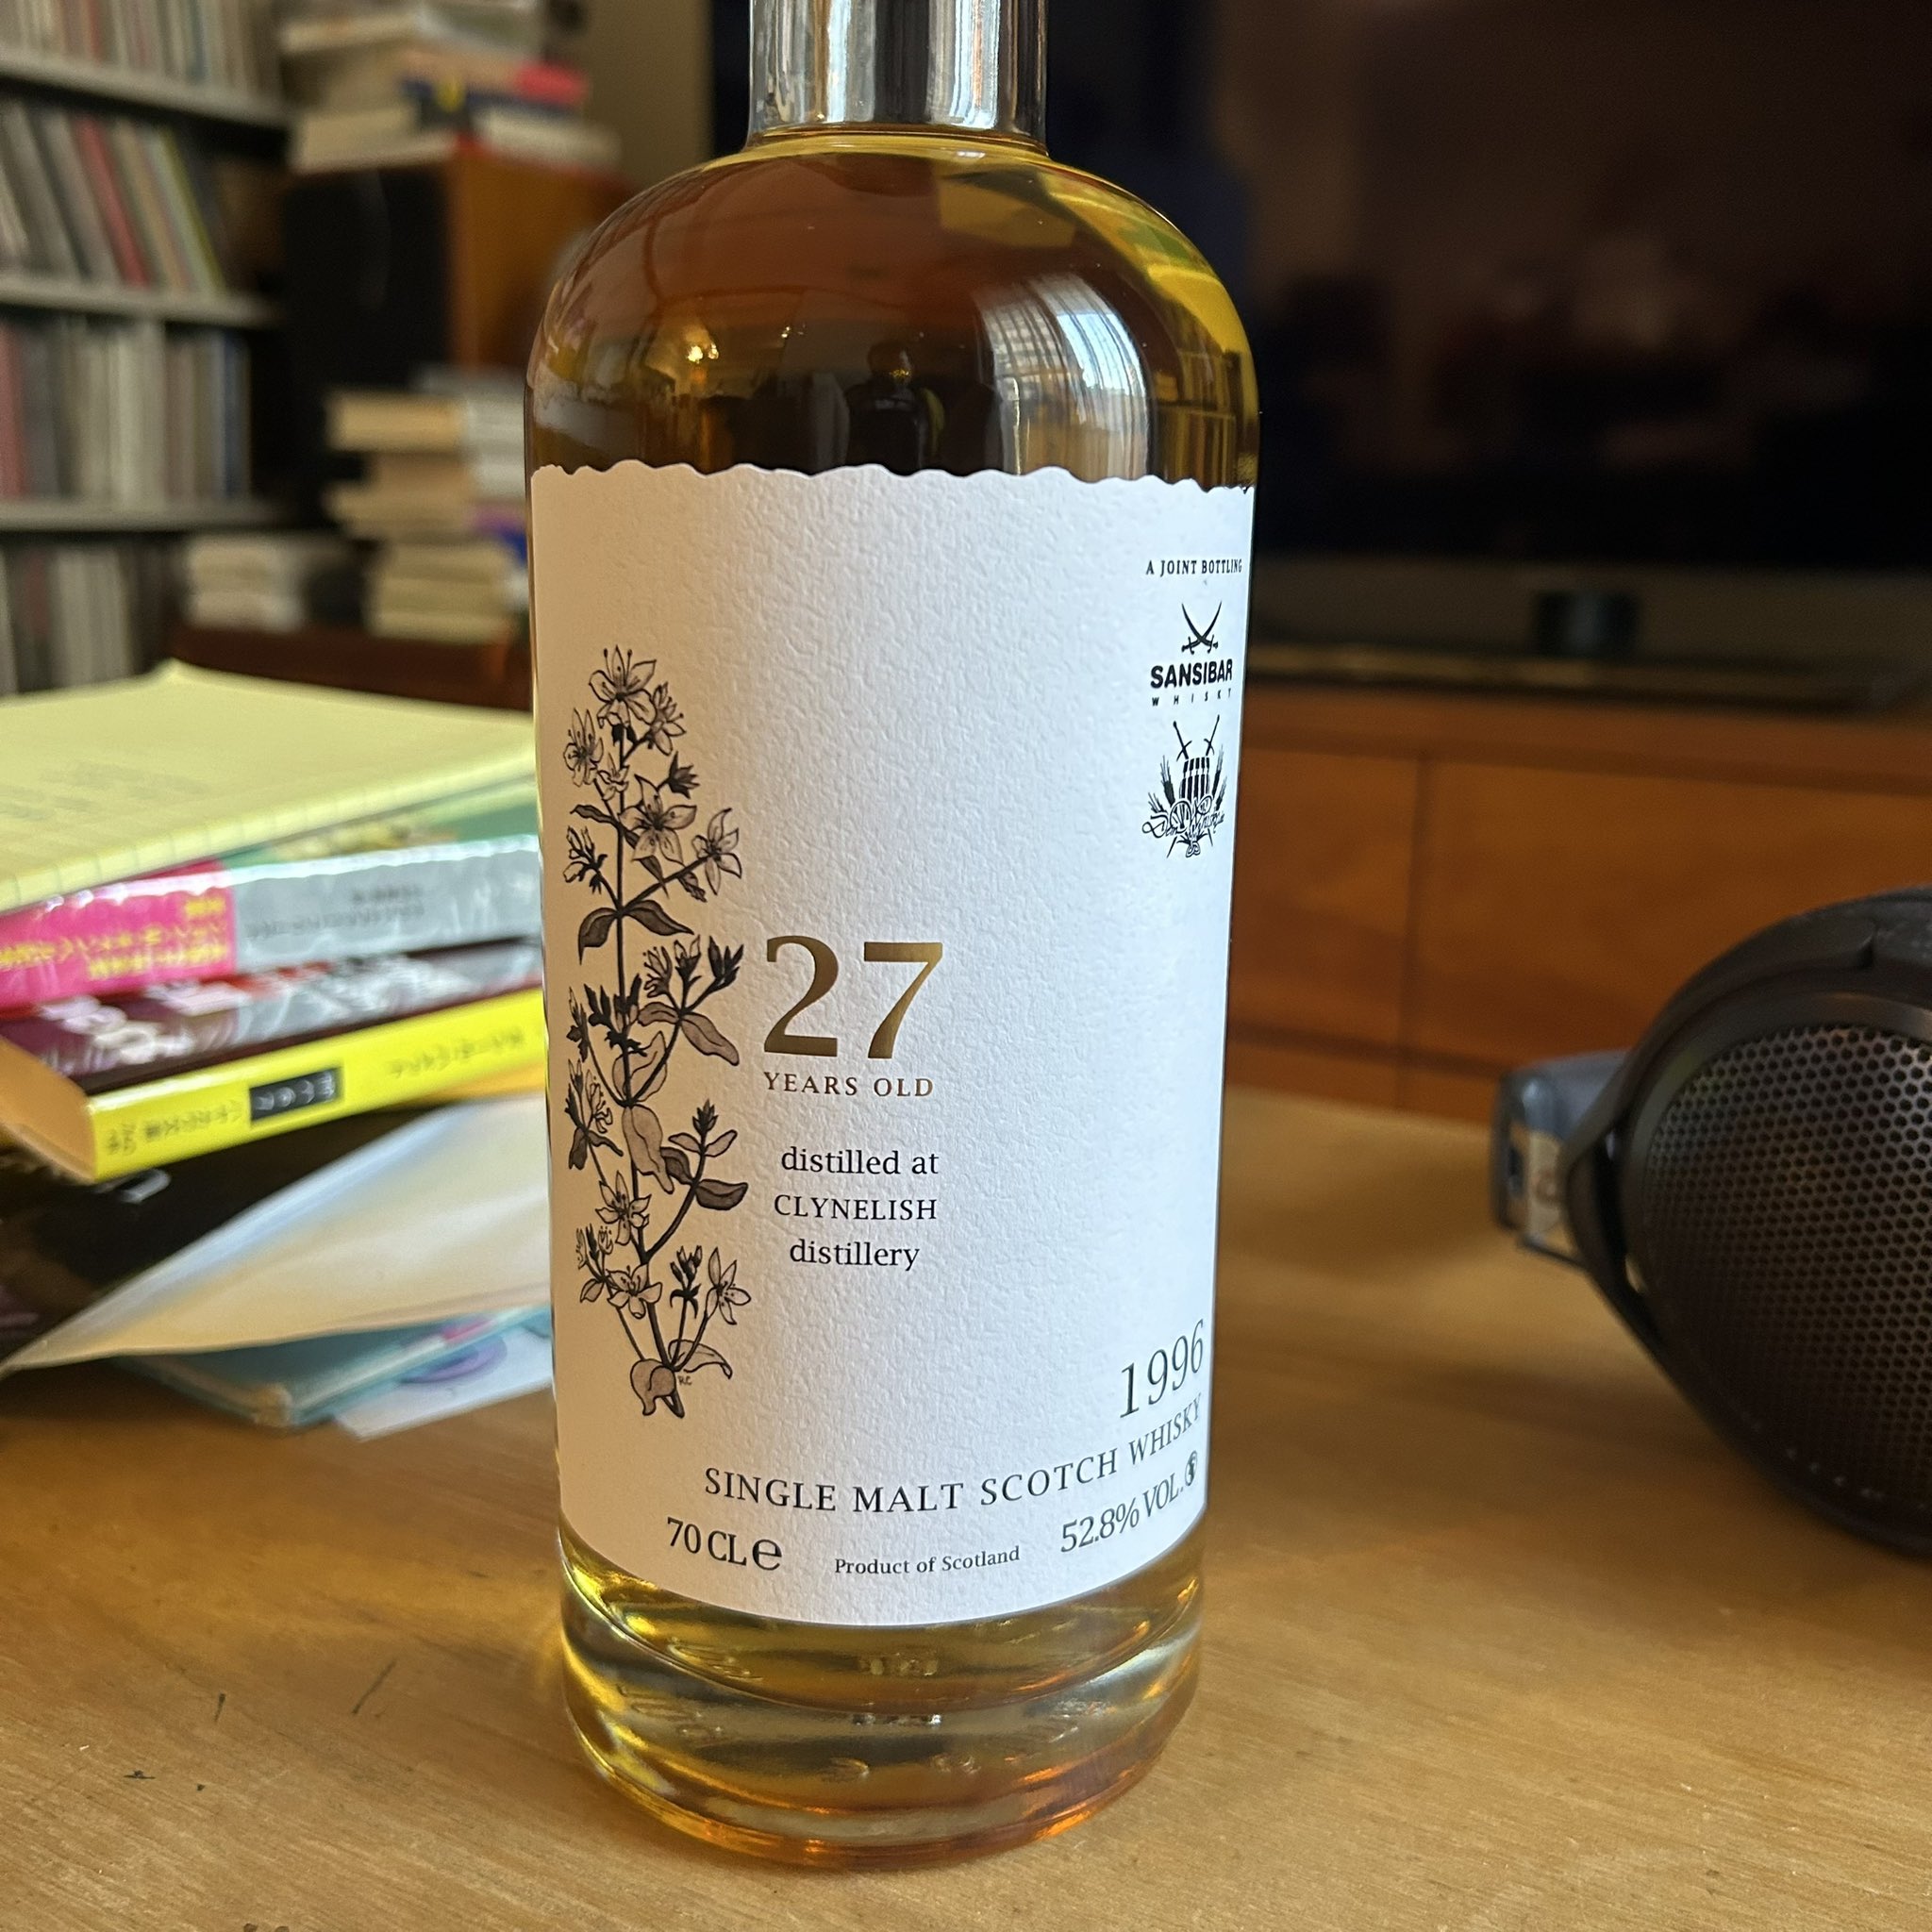 A JOINT BOTTLING
SANSIBAR
WHISKY
27
YEARS OLD
distilled at
CLYNELISH
distillery
1996
SINGLE MALT SCOTCH WHISKY
70 CL e
Product of Scotland
52.8% VOL.
RC